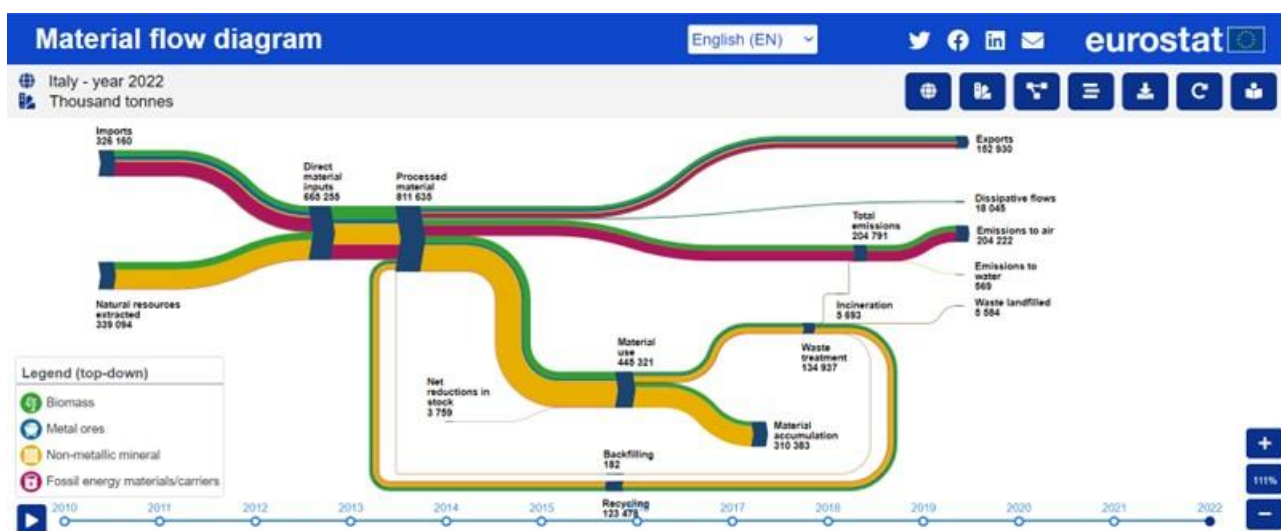 Material flow diagram
English (EN)
eurostat
Italy - year 2022
Thousand tonnes
Imports
326 160
Direct
material
inputs
665 255
Processed
material
811 635
Exports
152 930
Dissipative flows
18 045
Total
emissions
204 791
Emissions to air
204 222
Emissions to
water
569
Natural resources
extracted
339 094
Incineration
5 693
Waste landfilled
5 584
Material
use
445 321
Waste
treatment
134 937
Net
reductions in
stock
3 759
Material
accumulation
310 383
Backfilling
182
Recycling
123 478
Legend (top-down)
Biomass
Metal ores
Non-metallic mineral
Fossil energy materials/carriers
+
111%
−
2010 2011 2012 2013 2014 2015 2016 2017 2018 2019 2020 2021 2022